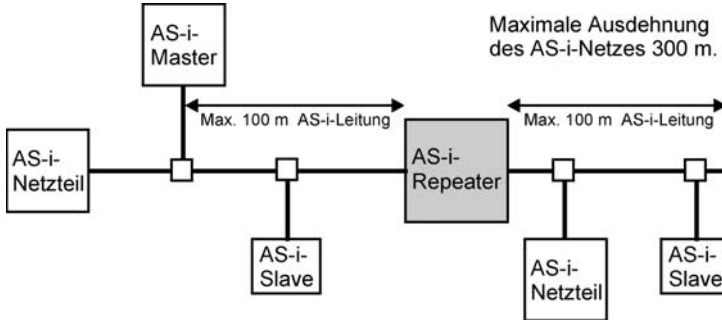 AS-i-
Master
Maximale Ausdehnung
des AS-i-Netzes 300 m.
Max. 100 m AS-i-Leitung
Max. 100 m AS-i-Leitung
AS-i-
Netzteil
AS-i-
Repeater
AS-i-
Slave
AS-i-
Netzteil
AS-i-
Slave